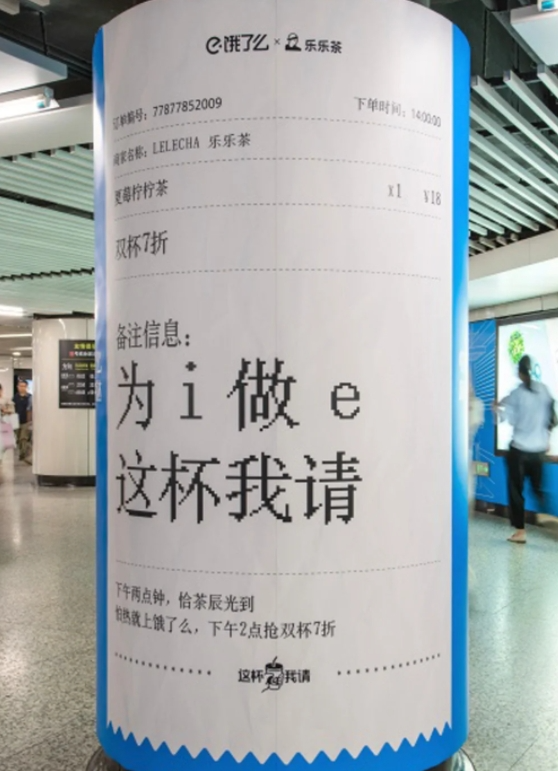 饿了么 × 乐乐茶
订单编号：77877852009 下单时间：14:00:00
商家名称：LELECHA 乐乐茶
夏莓柠柠茶 x1 ¥18
双杯7折
备注信息：
为 i 做 e
这杯我请
下午两点钟，恰茶辰光到
怕热就上饿了么，下午2点抢双杯7折
这杯我请